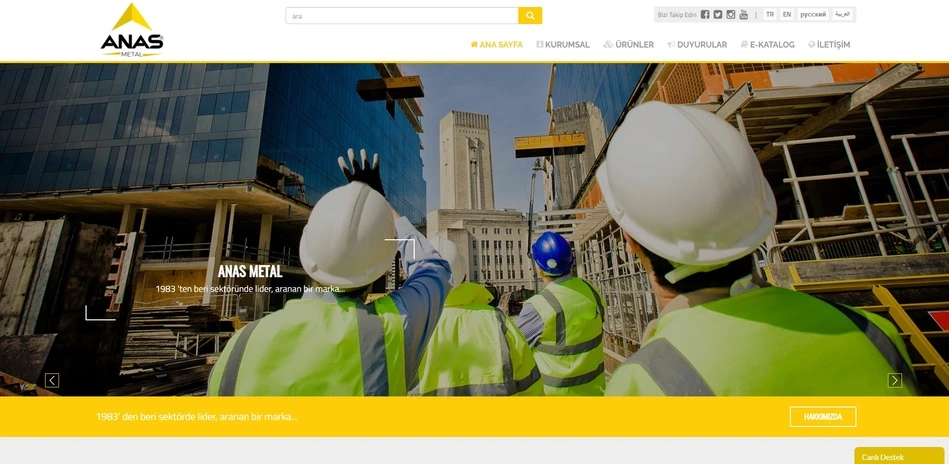 ANAS
METAL
ara
Bizi Takip Edin
|
TR
EN
русский
العربية
ANA SAYFA
KURUMSAL
ÜRÜNLER
DUYURULAR
E-KATALOG
İLETİŞİM
ANAS METAL
1983 'ten beri sektöründe lider, aranan bir marka...
1983' den beri sektörde lider, aranan bir marka...
HAKKIMIZDA
Canlı Destek